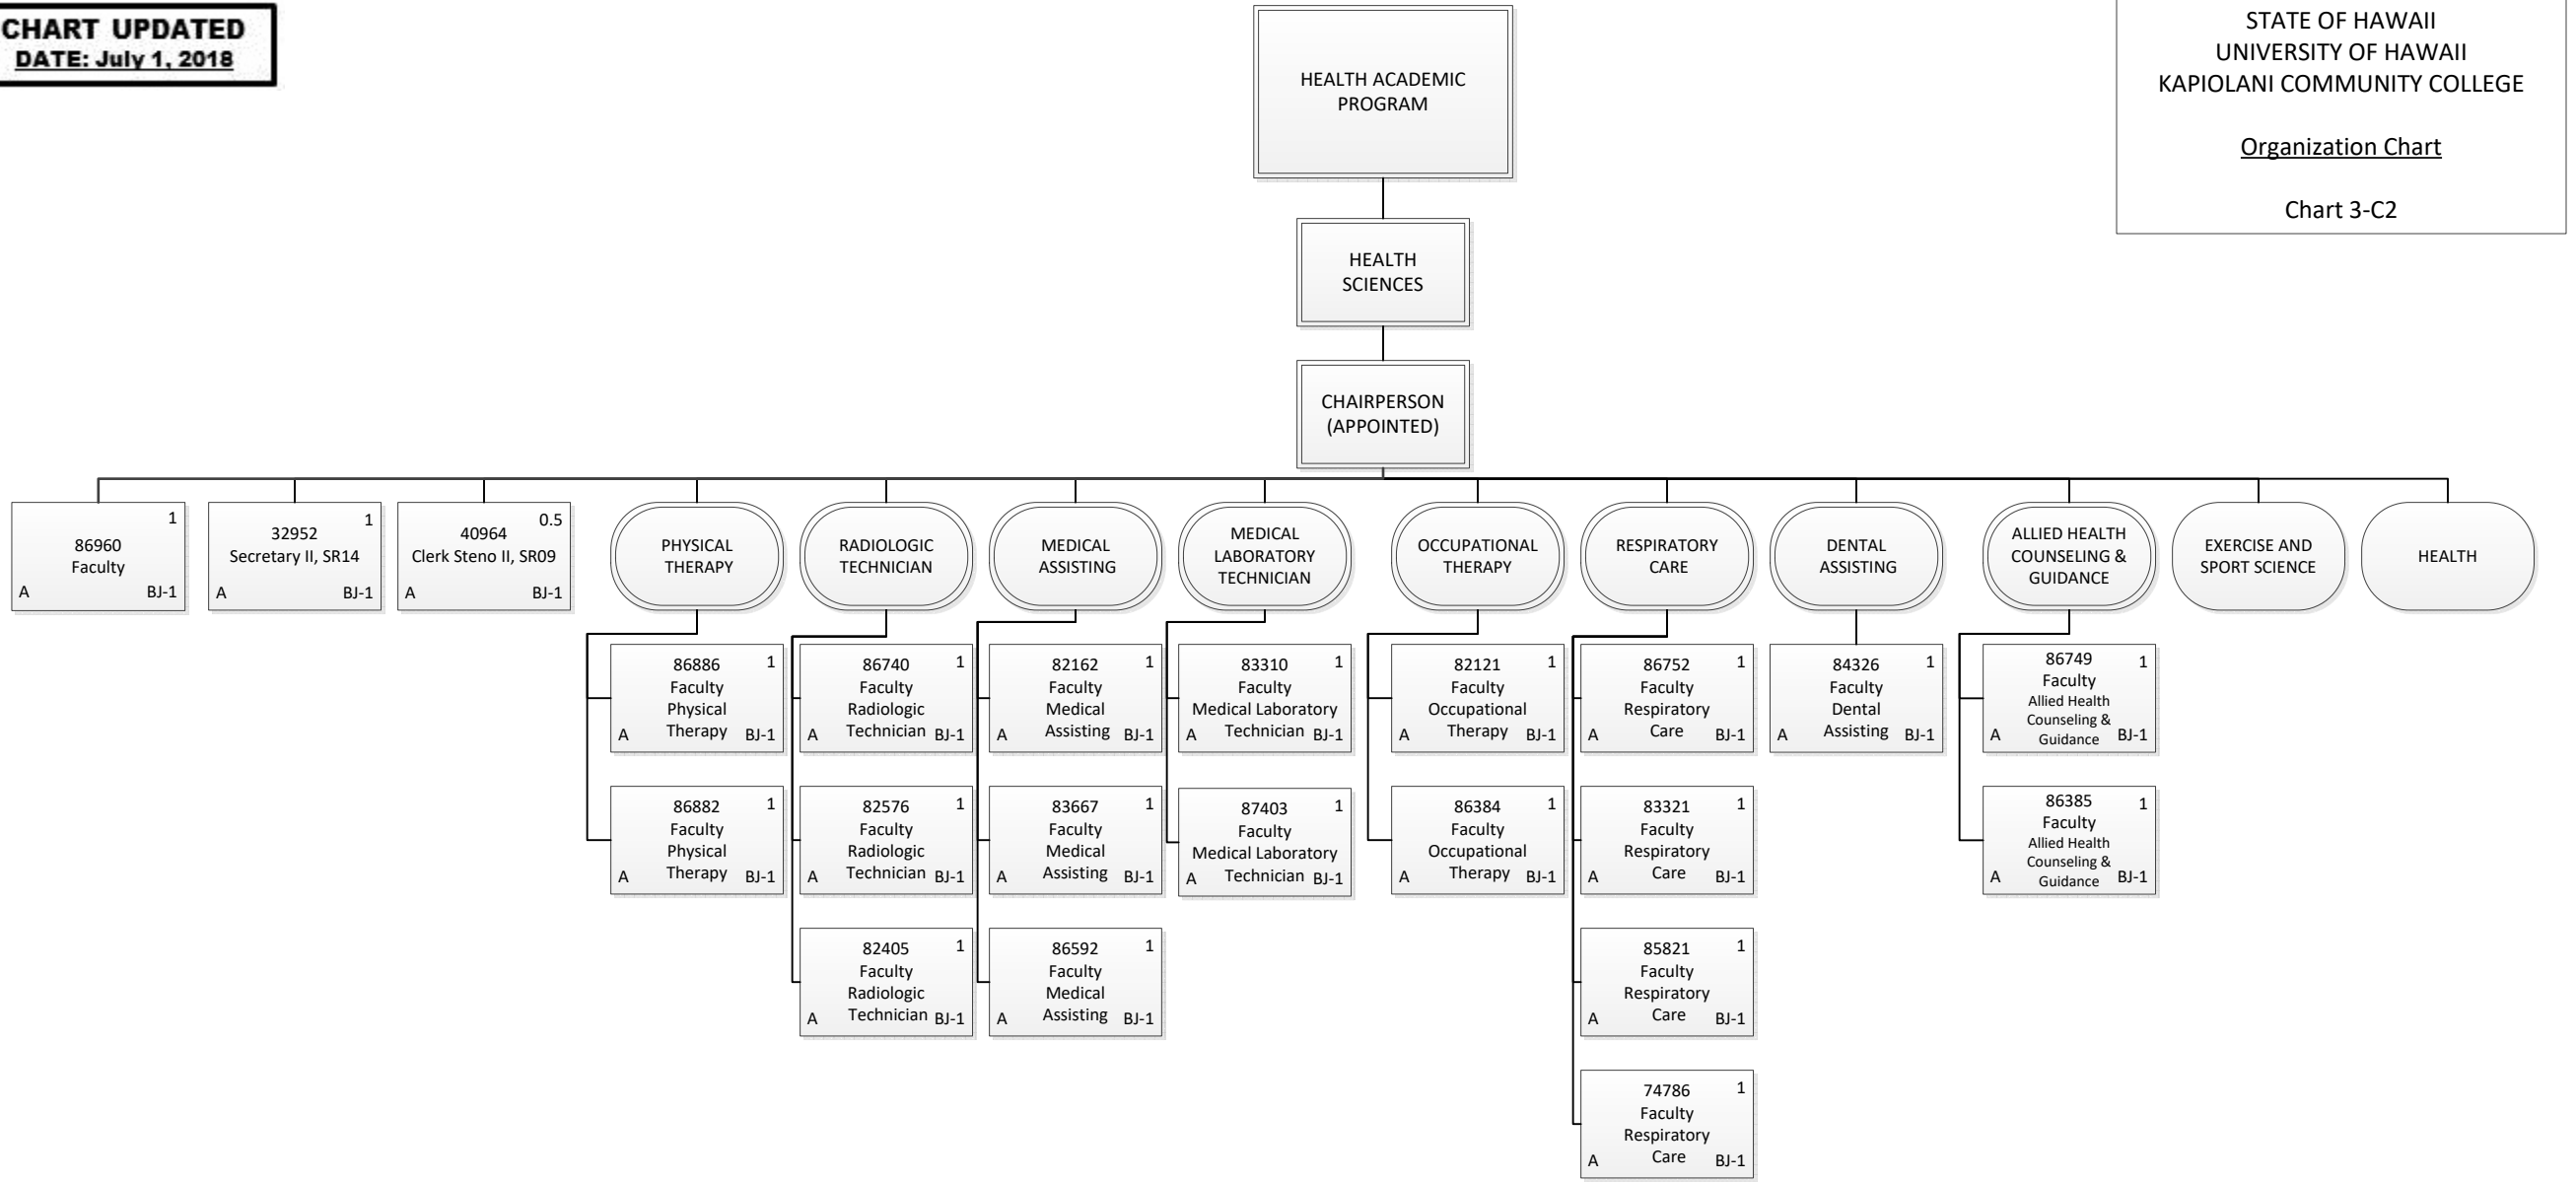 CHART UPDATED
DATE: July 1, 2018
HEALTH ACADEMIC
PROGRAM
STATE OF HAWAII
UNIVERSITY OF HAWAII
KAPIOLANI COMMUNITY COLLEGE
Organization Chart
Chart 3-C2
HEALTH
SCIENCES
CHAIRPERSON
(APPOINTED)
1
86960
Faculty
A BJ-1
1
32952
Secretary II, SR14
A BJ-1
0.5
40964
Clerk Steno II, SR09
A BJ-1
PHYSICAL
THERAPY
RADIOLOGIC
TECHNICIAN
MEDICAL
ASSISTING
MEDICAL
LABORATORY
TECHNICIAN
OCCUPATIONAL
THERAPY
RESPIRATORY
CARE
DENTAL
ASSISTING
ALLIED HEALTH
COUNSELING &
GUIDANCE
EXERCISE AND
SPORT SCIENCE
HEALTH
86886 1
Faculty
Physical
Therapy
A BJ-1
86882 1
Faculty
Physical
Therapy
A BJ-1
86740 1
Faculty
Radiologic
Technician
A BJ-1
82576 1
Faculty
Radiologic
Technician
A BJ-1
82405 1
Faculty
Radiologic
Technician
A BJ-1
82162 1
Faculty
Medical
Assisting
A BJ-1
83667 1
Faculty
Medical
Assisting
A BJ-1
86592 1
Faculty
Medical
Assisting
A BJ-1
83310 1
Faculty
Medical Laboratory
Technician
A BJ-1
87403 1
Faculty
Medical Laboratory
Technician
A BJ-1
82121 1
Faculty
Occupational
Therapy
A BJ-1
86384 1
Faculty
Occupational
Therapy
A BJ-1
86752 1
Faculty
Respiratory
Care
A BJ-1
83321 1
Faculty
Respiratory
Care
A BJ-1
85821 1
Faculty
Respiratory
Care
A BJ-1
74786 1
Faculty
Respiratory
Care
A BJ-1
84326 1
Faculty
Dental
Assisting
A BJ-1
86749 1
Faculty
Allied Health
Counseling &
Guidance
A BJ-1
86385 1
Faculty
Allied Health
Counseling &
Guidance
A BJ-1